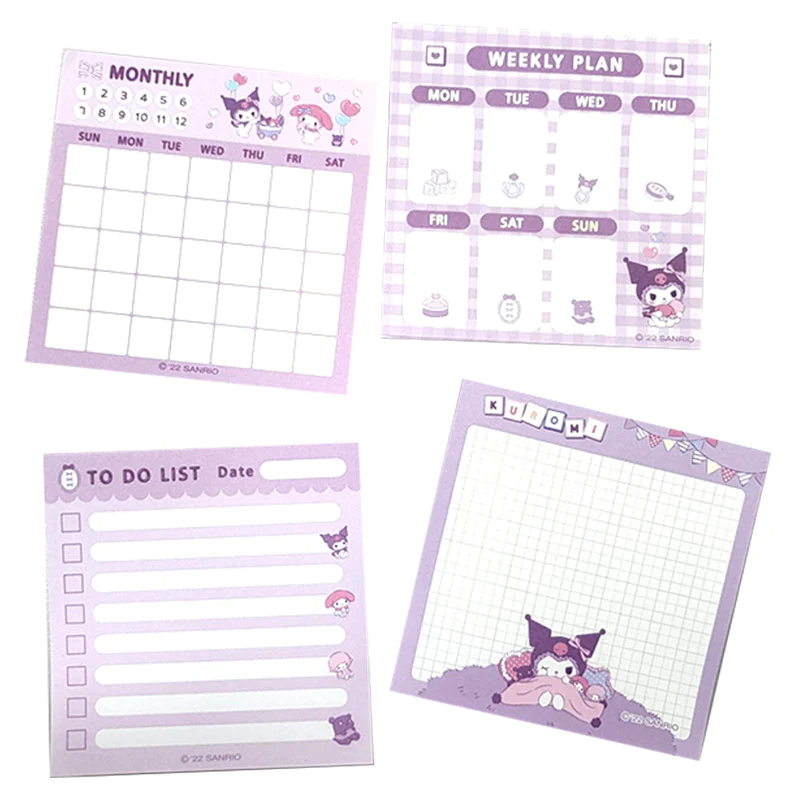 MONTHLY
1 2 3 4 5 6
7 8 9 10 11 12
SUN MON TUE WED THU FRI SAT
© '22 SANRIO
WEEKLY PLAN
MON TUE WED THU
FRI SAT SUN
© '22 SANRIO
TO DO LIST Date
© '22 SANRIO
KUROMI
© '22 SANRIO